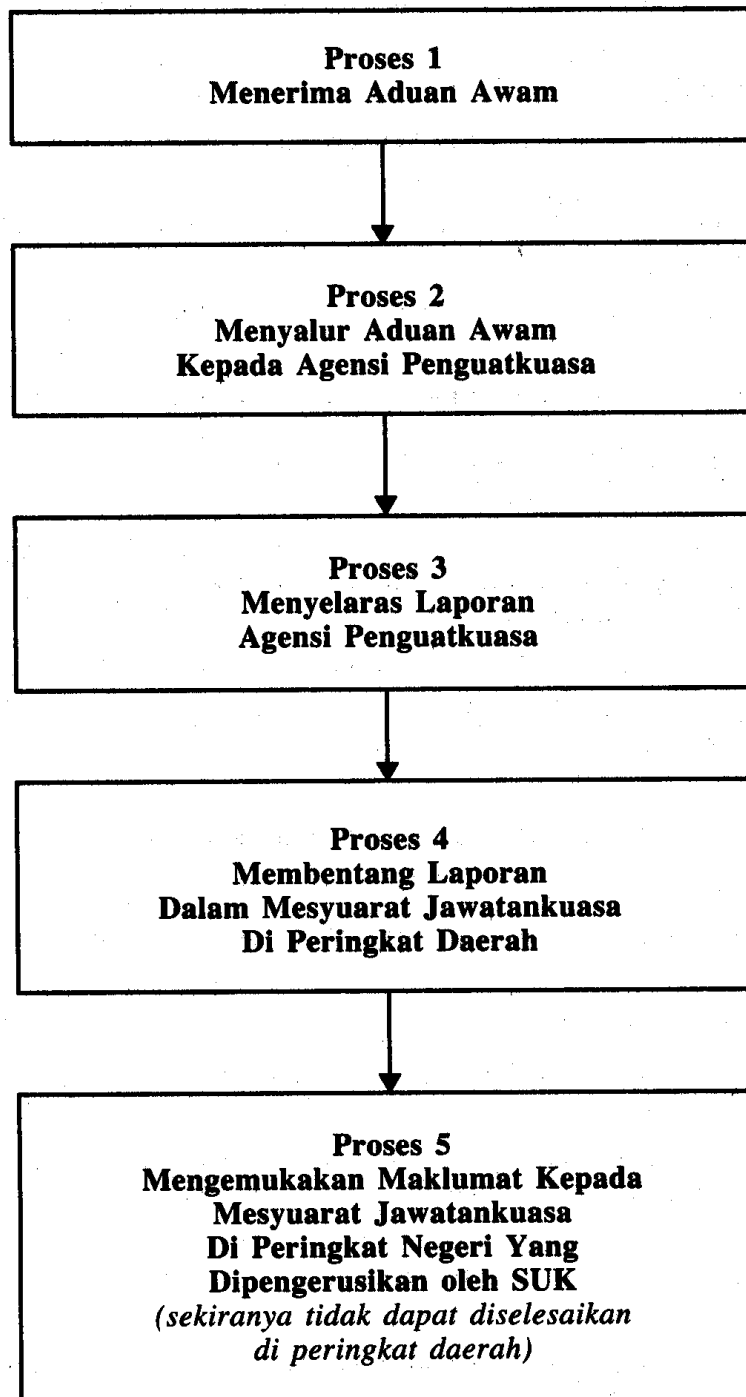 Proses 1
Menerima Aduan Awam
Proses 2
Menyalur Aduan Awam
Kepada Agensi Penguatkuasa
Proses 3
Menyelaras Laporan
Agensi Penguatkuasa
Proses 4
Membentang Laporan
Dalam Mesyuarat Jawatankuasa
Di Peringkat Daerah
Proses 5
Mengemukakan Maklumat Kepada
Mesyuarat Jawatankuasa
Di Peringkat Negeri Yang
Dipengerusikan oleh SUK
(sekiranya tidak dapat diselesaikan
di peringkat daerah)